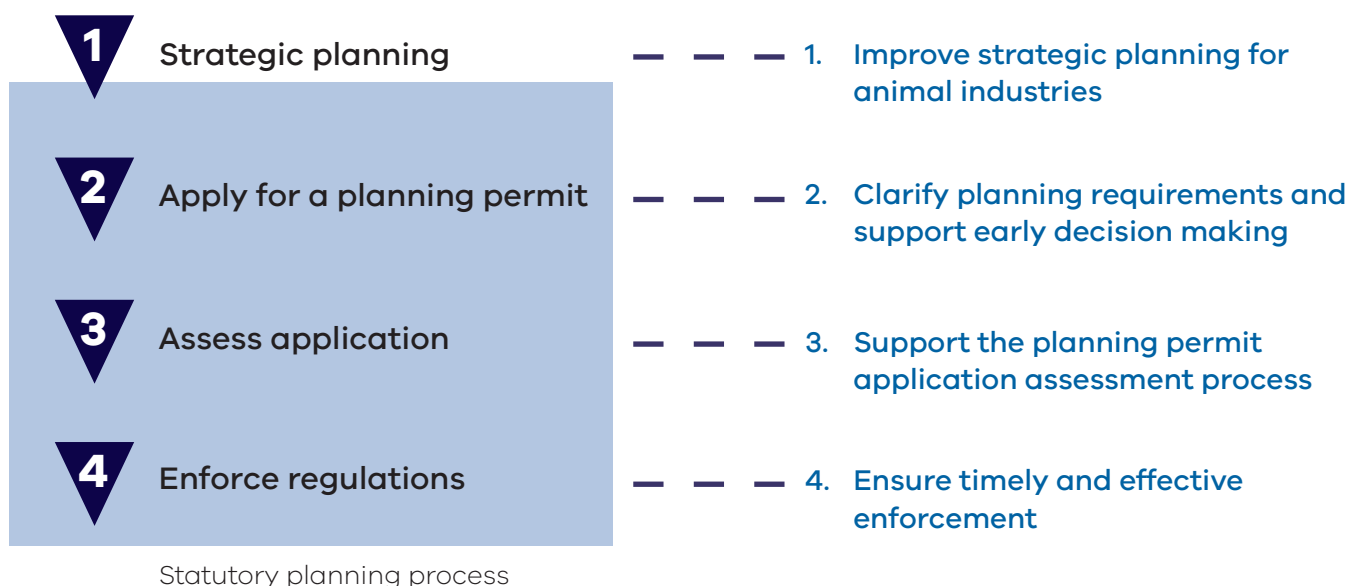 1 Strategic planning
1. Improve strategic planning for
animal industries
2 Apply for a planning permit
2. Clarify planning requirements and
support early decision making
3 Assess application
3. Support the planning permit
application assessment process
4 Enforce regulations
4. Ensure timely and effective
enforcement
Statutory planning process